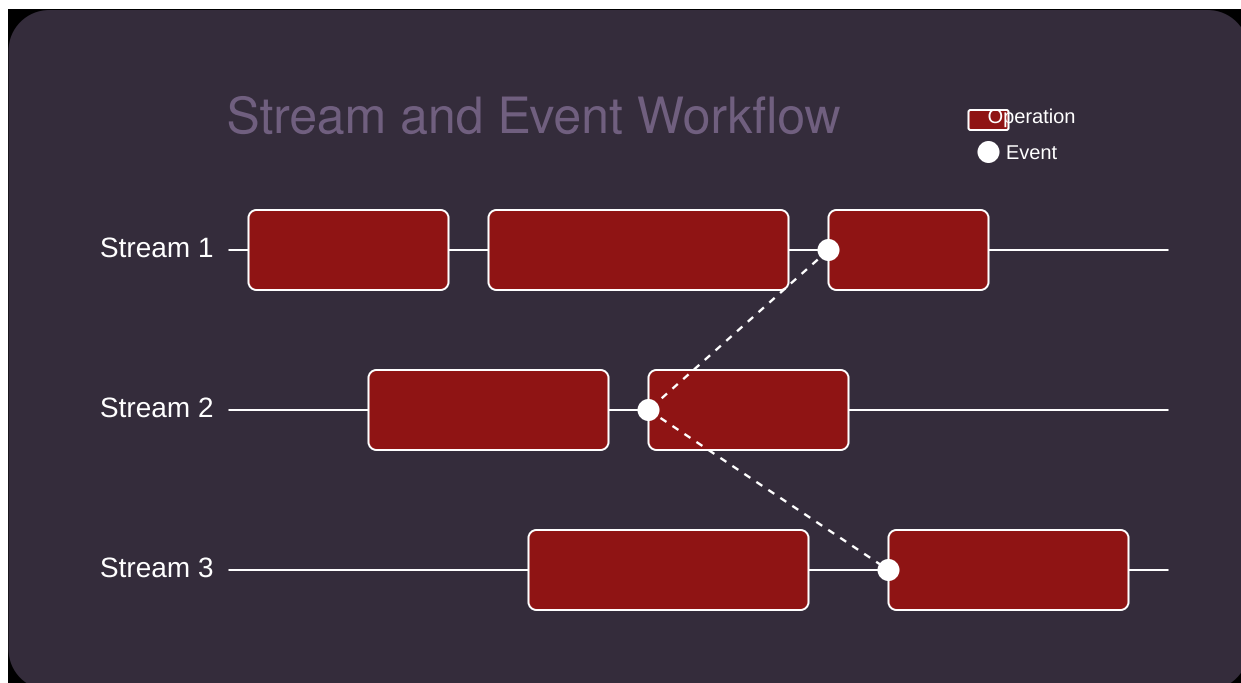 Stream and Event Workflow
Operation
Event
Stream 1
Stream 2
Stream 3